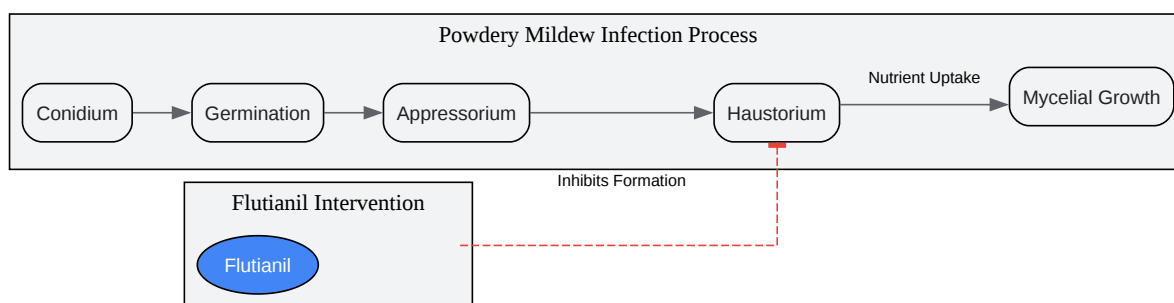 Powdery Mildew Infection Process
Conidium
Germination
Appressorium
Haustorium
Nutrient Uptake
Mycelial Growth
Inhibits Formation
Flutianil Intervention
Flutianil